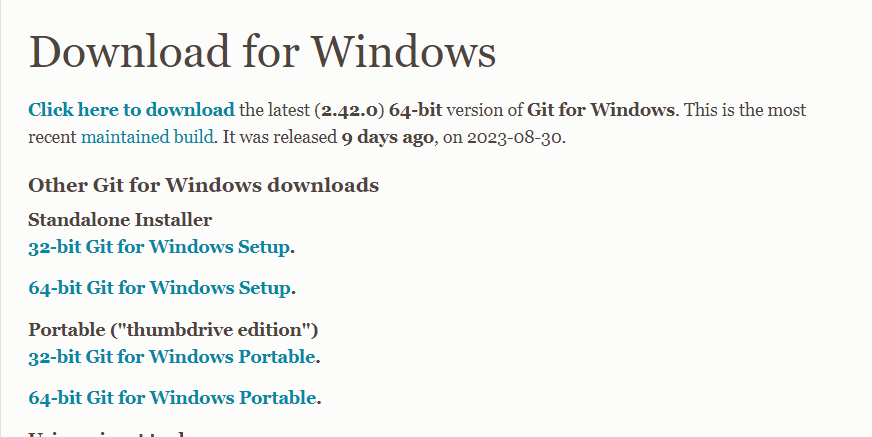 Download for Windows
Click here to download the latest (2.42.0) 64-bit version of Git for Windows. This is the most
recent maintained build. It was released 9 days ago, on 2023-08-30.
Other Git for Windows downloads
Standalone Installer
32-bit Git for Windows Setup.
64-bit Git for Windows Setup.
Portable ("thumbdrive edition")
32-bit Git for Windows Portable.
64-bit Git for Windows Portable.